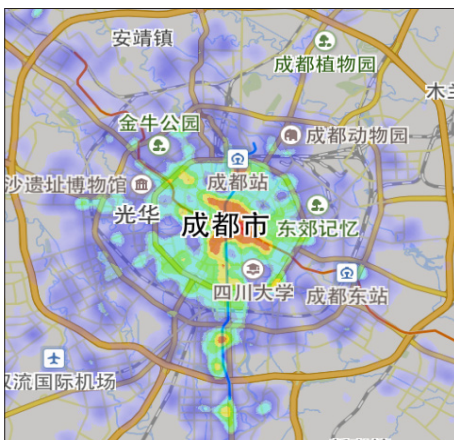 安靖镇
成都植物园
木兰
金牛公园
成都动物园
成都站
沙遗址博物馆
光华
成都市
东郊记忆
四川大学
成都东站
双流国际机场